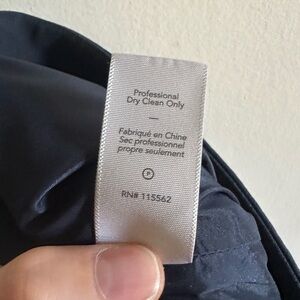 Professional
Dry Clean Only
—
Fabriqué en Chine
Sec professionnel
propre seulement
P
RN# 115562